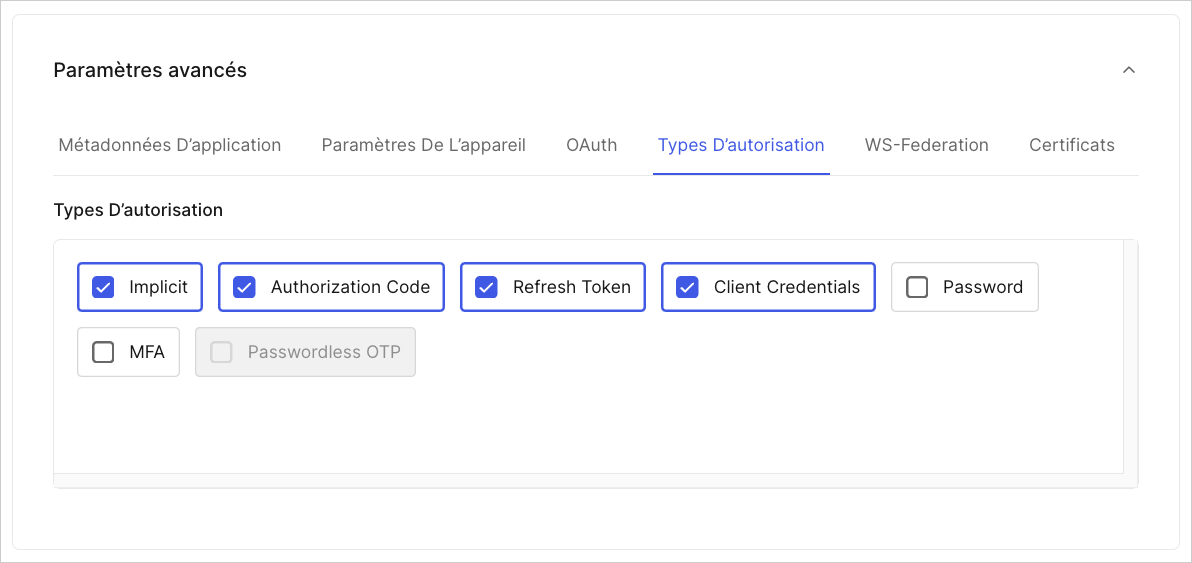 Paramètres avancés
Métadonnées D’application Paramètres De L’appareil OAuth Types D’autorisation WS-Federation Certificats
Types D’autorisation
Implicit Authorization Code Refresh Token Client Credentials Password
MFA Passwordless OTP